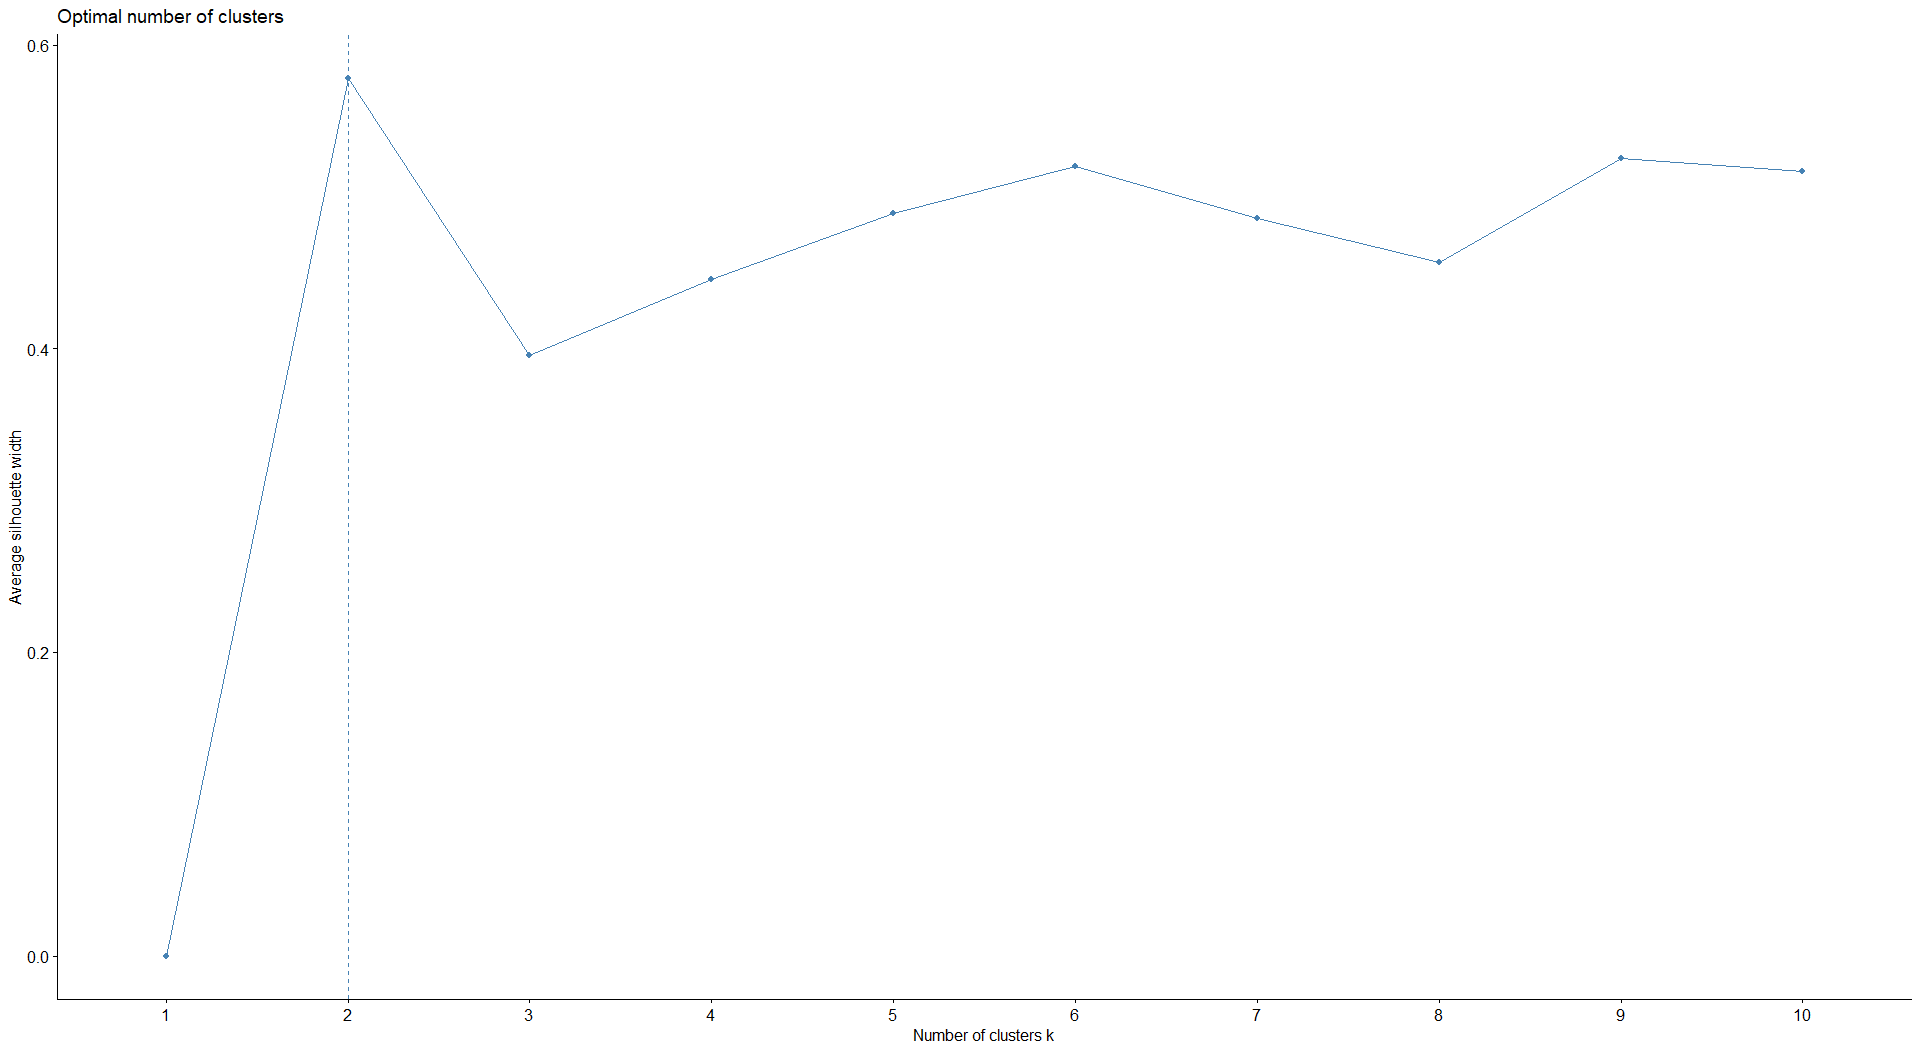 Optimal number of clusters
0.6
0.4
0.2
0.0
Average silhouette width
1 2 3 4 5 6 7 8 9 10
Number of clusters k